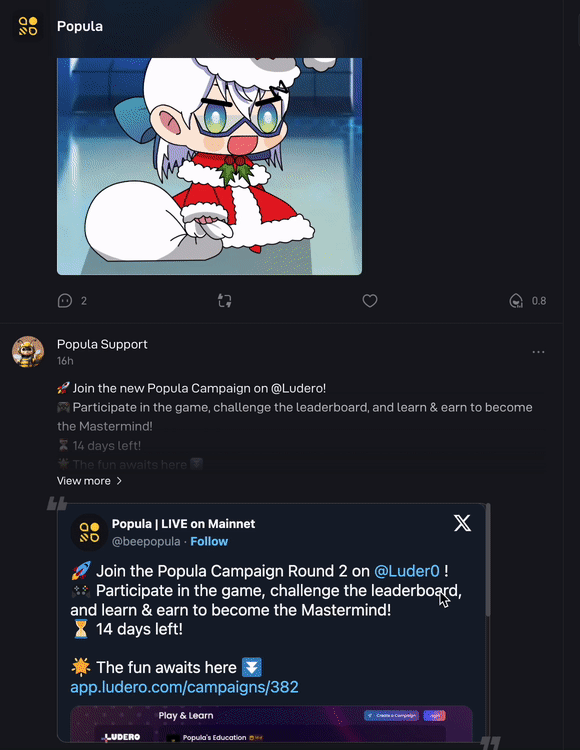 Popula
2
0.8
Popula Support
16h
🚀 Join the new Popula Campaign on @Ludero!
🎮 Participate in the game, challenge the leaderboard, and learn & earn to become
the Mastermind!
⏳ 14 days left!
🌟 The fun awaits here ⏬
View more >
Popula | LIVE on Mainnet
@beepopula · Follow
🚀 Join the Popula Campaign Round 2 on @Luder0 !
🎮 Participate in the game, challenge the leaderboard,
and learn & earn to become the Mastermind!
⏳ 14 days left!
🌟 The fun awaits here ⏬
app.ludero.com/campaigns/382
Play & Learn
Create a Campaign
LUDERO
Popula's Education